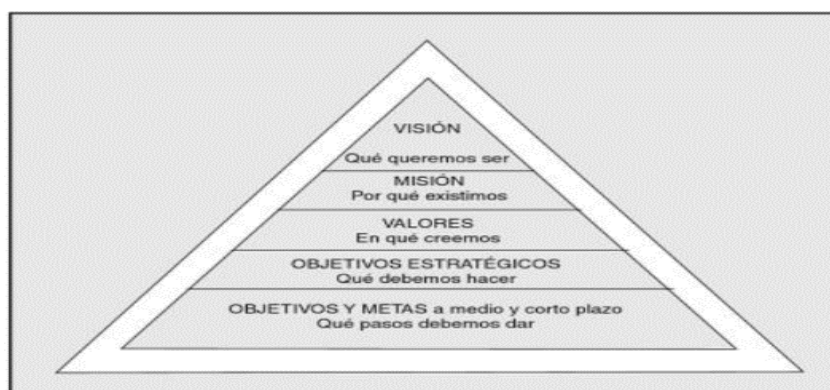 VISIÓN
Qué queremos ser
MISIÓN
Por qué existimos
VALORES
En qué creemos
OBJETIVOS ESTRATÉGICOS
Qué debemos hacer
OBJETIVOS Y METAS a medio y corto plazo
Qué pasos debemos dar